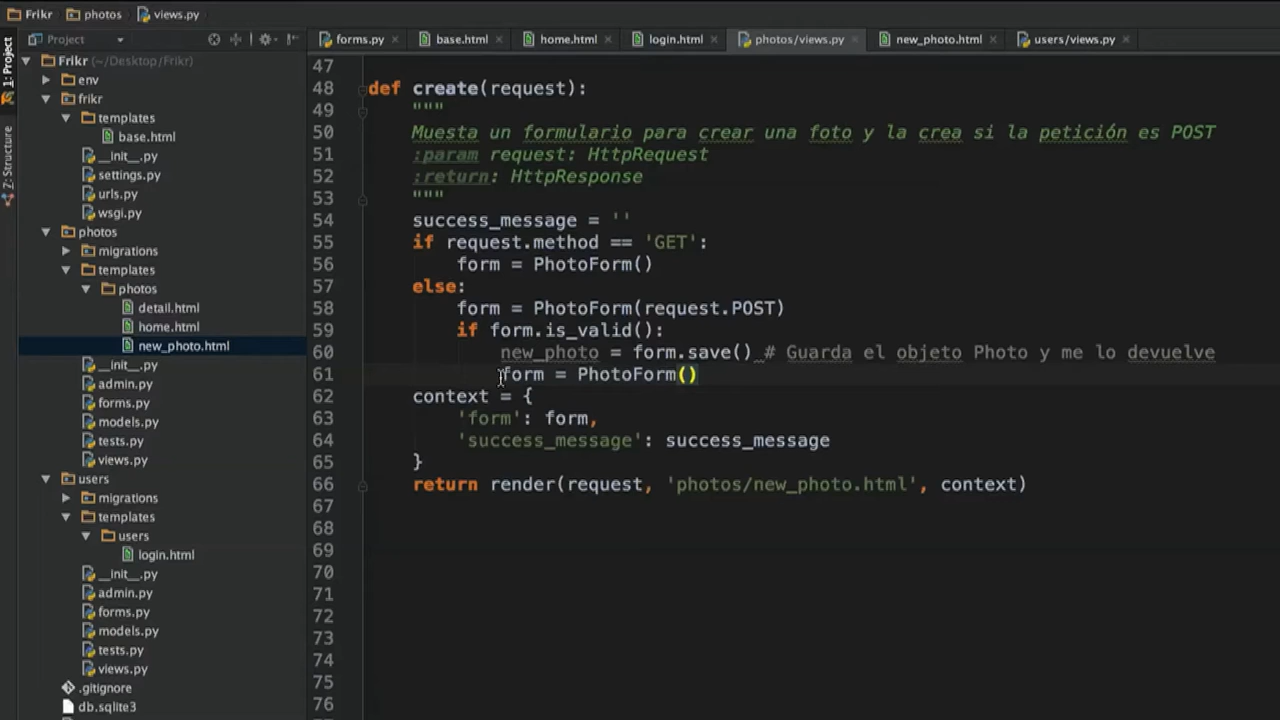 Frikr photos views.py
1: Project
Z: Structure
Project
forms.py base.html home.html login.html photos/views.py new_photo.html users/views.py
Frikr (~/Desktop/Frikr)
env
frikr
templates
base.html
__init__.py
settings.py
urls.py
wsgi.py
photos
migrations
templates
photos
detail.html
home.html
new_photo.html
__init__.py
admin.py
forms.py
models.py
tests.py
views.py
users
migrations
templates
users
login.html
__init__.py
admin.py
forms.py
models.py
tests.py
views.py
.gitignore
db.sqlite3
47
48 def create(request):
49 """
50 Muesta un formulario para crear una foto y la crea si la petición es POST
51 :param request: HttpRequest
52 :return: HttpResponse
53 """
54 success_message = ''
55 if request.method == 'GET':
56 form = PhotoForm()
57 else:
58 form = PhotoForm(request.POST)
59 if form.is_valid():
60 new_photo = form.save() # Guarda el objeto Photo y me lo devuelve
61 form = PhotoForm()
62 context = {
63 'form': form,
64 'success_message': success_message
65 }
66 return render(request, 'photos/new_photo.html', context)
67
68
69
70
71
72
73
74
75
76